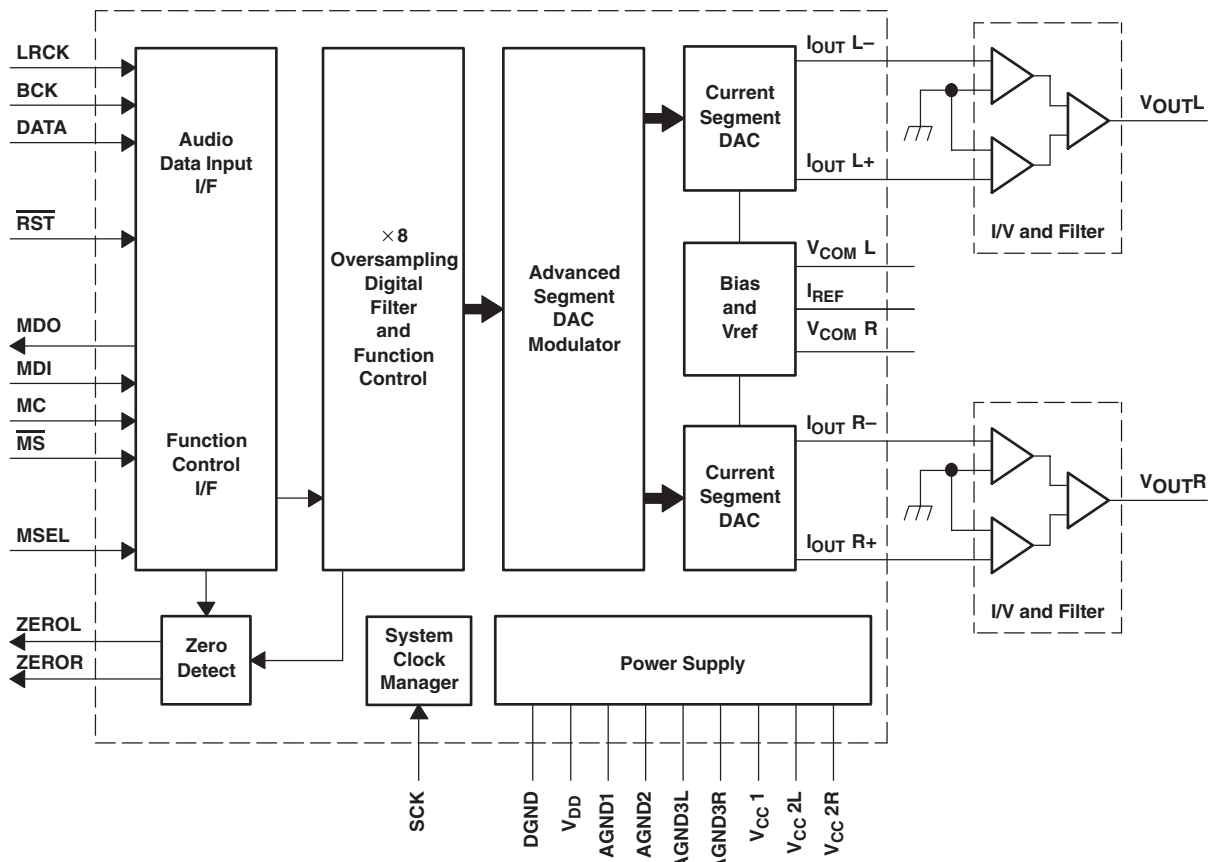 LRCK
BCK
DATA
RST
MDO
MDI
MC
MS
MSEL
ZEROL
ZEROR
Audio
Data Input
I/F
Function
Control
I/F
×8
Oversampling
Digital
Filter
and
Function
Control
Advanced
Segment
DAC
Modulator
Current
Segment
DAC
Bias
and
Vref
Current
Segment
DAC
IOUT L–
IOUT L+
VCOM L
IREF
VCOM R
IOUT R–
IOUT R+
I/V and Filter
VOUTL
I/V and Filter
VOUTR
Zero
Detect
System
Clock
Manager
Power Supply
SCK
DGND
VDD
AGND1
AGND2
AGND3L
AGND3R
VCC 1
VCC 2L
VCC 2R